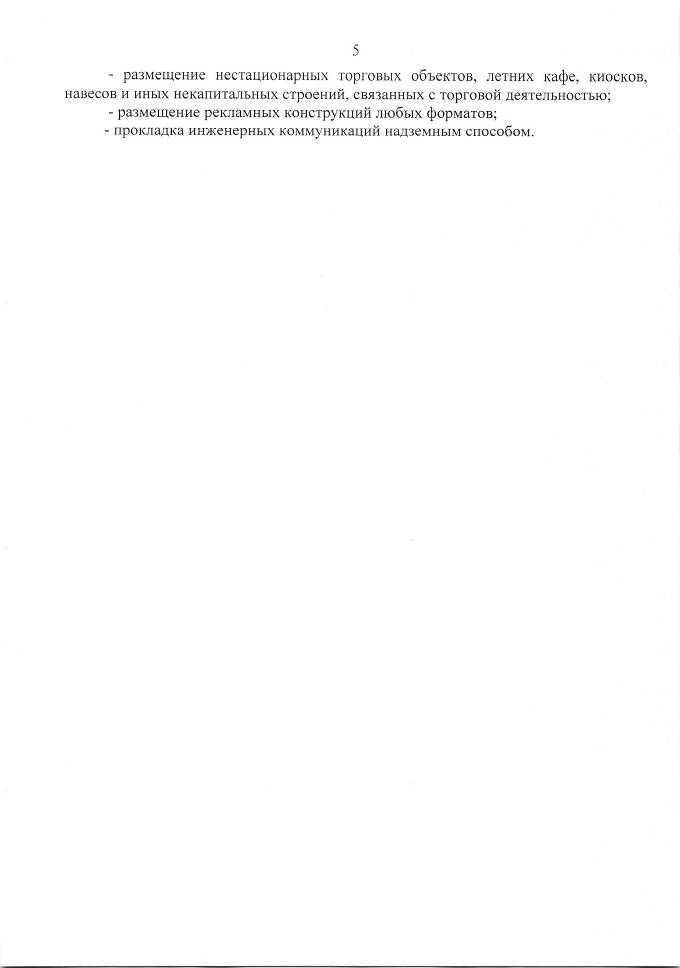 5
- размещение нестационарных торговых объектов, летних кафе, киосков,
навесов и иных некапитальных строений, связанных с торговой деятельностью;
- размещение рекламных конструкций любых форматов;
- прокладка инженерных коммуникаций надземным способом.